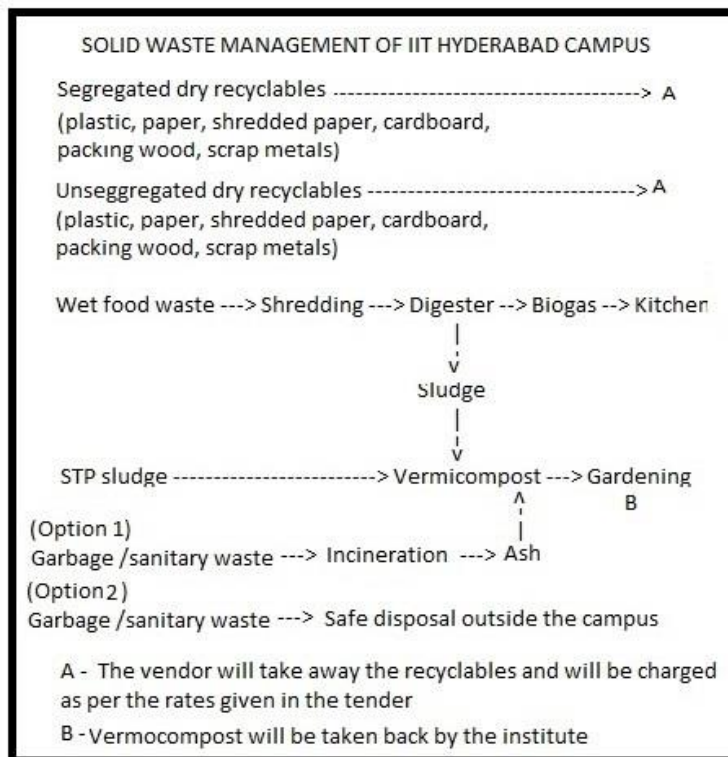 SOLID WASTE MANAGEMENT OF IIT HYDERABAD CAMPUS
Segregated dry recyclables ---------------------------------------> A
(plastic, paper, shredded paper, cardboard,
packing wood, scrap metals)
Unseggregated dry recyclables ---------------------------------> A
(plastic, paper, shredded paper, cardboard,
packing wood, scrap metals)
Wet food waste ---> Shredding ---> Digester --> Biogas --> Kitchen
Sludge
STP sludge -------------------------> Vermicompost ---> Gardening
B
(Option 1)
Garbage /sanitary waste ---> Incineration ---> Ash
(Option2)
Garbage /sanitary waste ---> Safe disposal outside the campus
A - The vendor will take away the recyclables and will be charged
as per the rates given in the tender
B - Vermocompost will be taken back by the institute